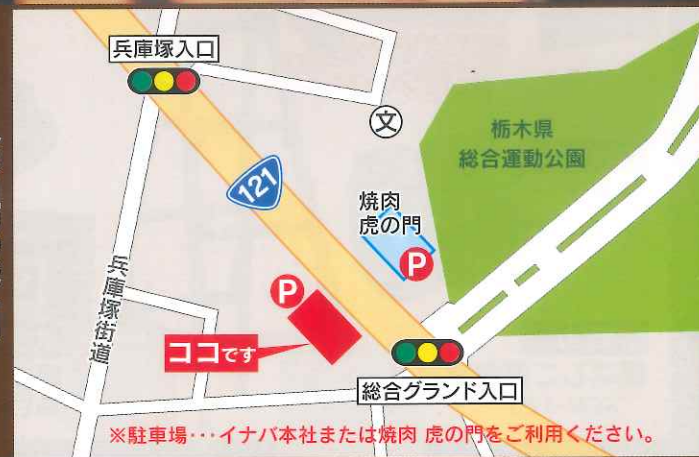 兵庫塚入口
文
栃木県
総合運動公園
121
焼肉
虎の門
P
P
兵庫塚街道
ココです
総合グランド入口
※駐車場･･･イナバ本社または焼肉 虎の門をご利用ください。